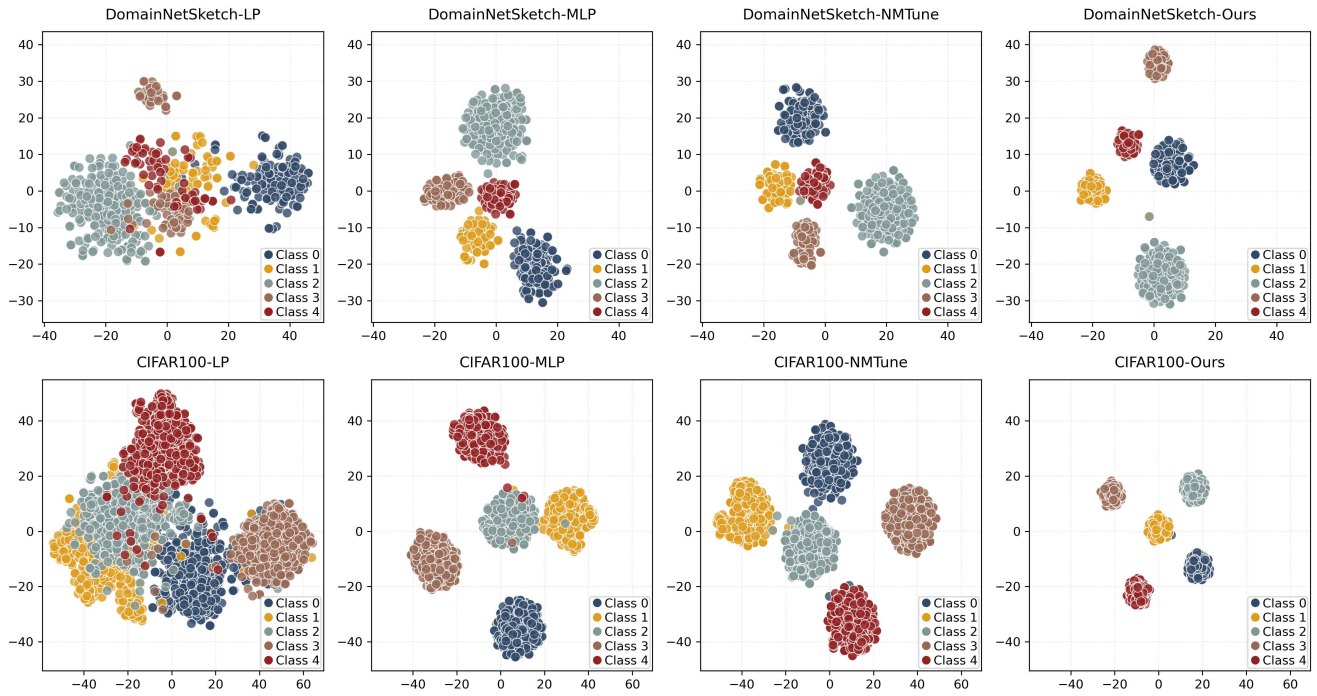 DomainNetSketch-LP
40
30
20
10
0
−10
−20
−30
−40
−20
0
20
40
Class 0
Class 1
Class 2
Class 3
Class 4
DomainNetSketch-MLP
40
30
20
10
0
−10
−20
−30
−40
−20
0
20
40
Class 0
Class 1
Class 2
Class 3
Class 4
DomainNetSketch-NMTune
40
30
20
10
0
−10
−20
−30
−40
−20
0
20
40
Class 0
Class 1
Class 2
Class 3
Class 4
DomainNetSketch-Ours
40
30
20
10
0
−10
−20
−30
−40
−20
0
20
40
Class 0
Class 1
Class 2
Class 3
Class 4
CIFAR100-LP
40
20
0
−20
−40
−40
−20
0
20
40
60
Class 0
Class 1
Class 2
Class 3
Class 4
CIFAR100-MLP
40
20
0
−20
−40
−40
−20
0
20
40
60
Class 0
Class 1
Class 2
Class 3
Class 4
CIFAR100-NMTune
40
20
0
−20
−40
−40
−20
0
20
40
60
Class 0
Class 1
Class 2
Class 3
Class 4
CIFAR100-Ours
40
20
0
−20
−40
−40
−20
0
20
40
60
Class 0
Class 1
Class 2
Class 3
Class 4